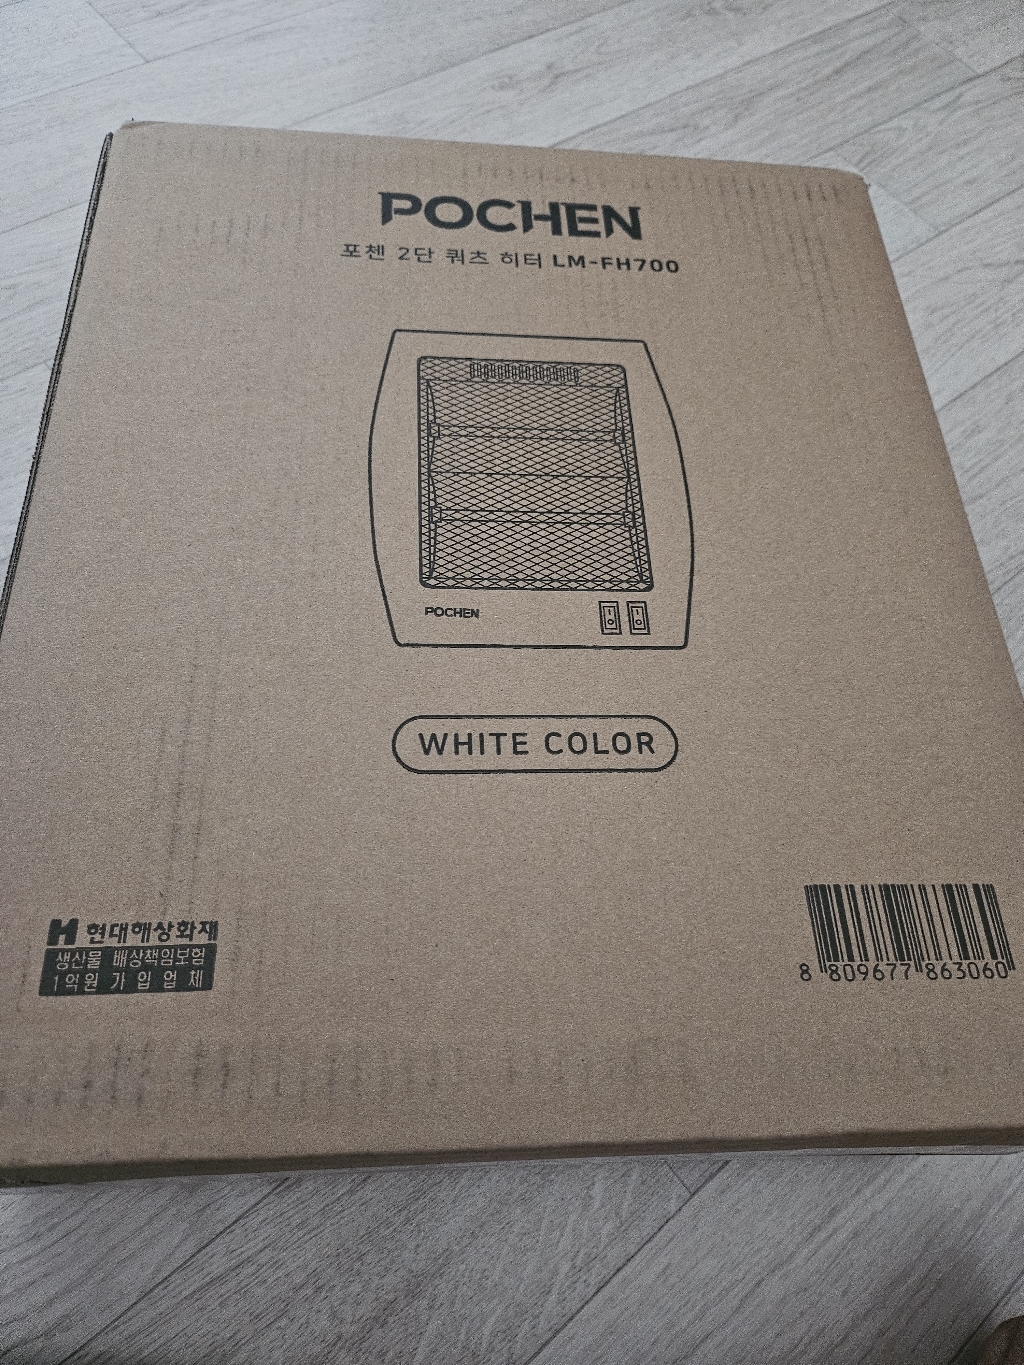 POCHEN
포첸 2단 쿼츠 히터 LM-FH700
POCHEN
WHITE COLOR
H 현대해상화재
생산물 배상책임보험
1억원 가입업체
8 809677 863060